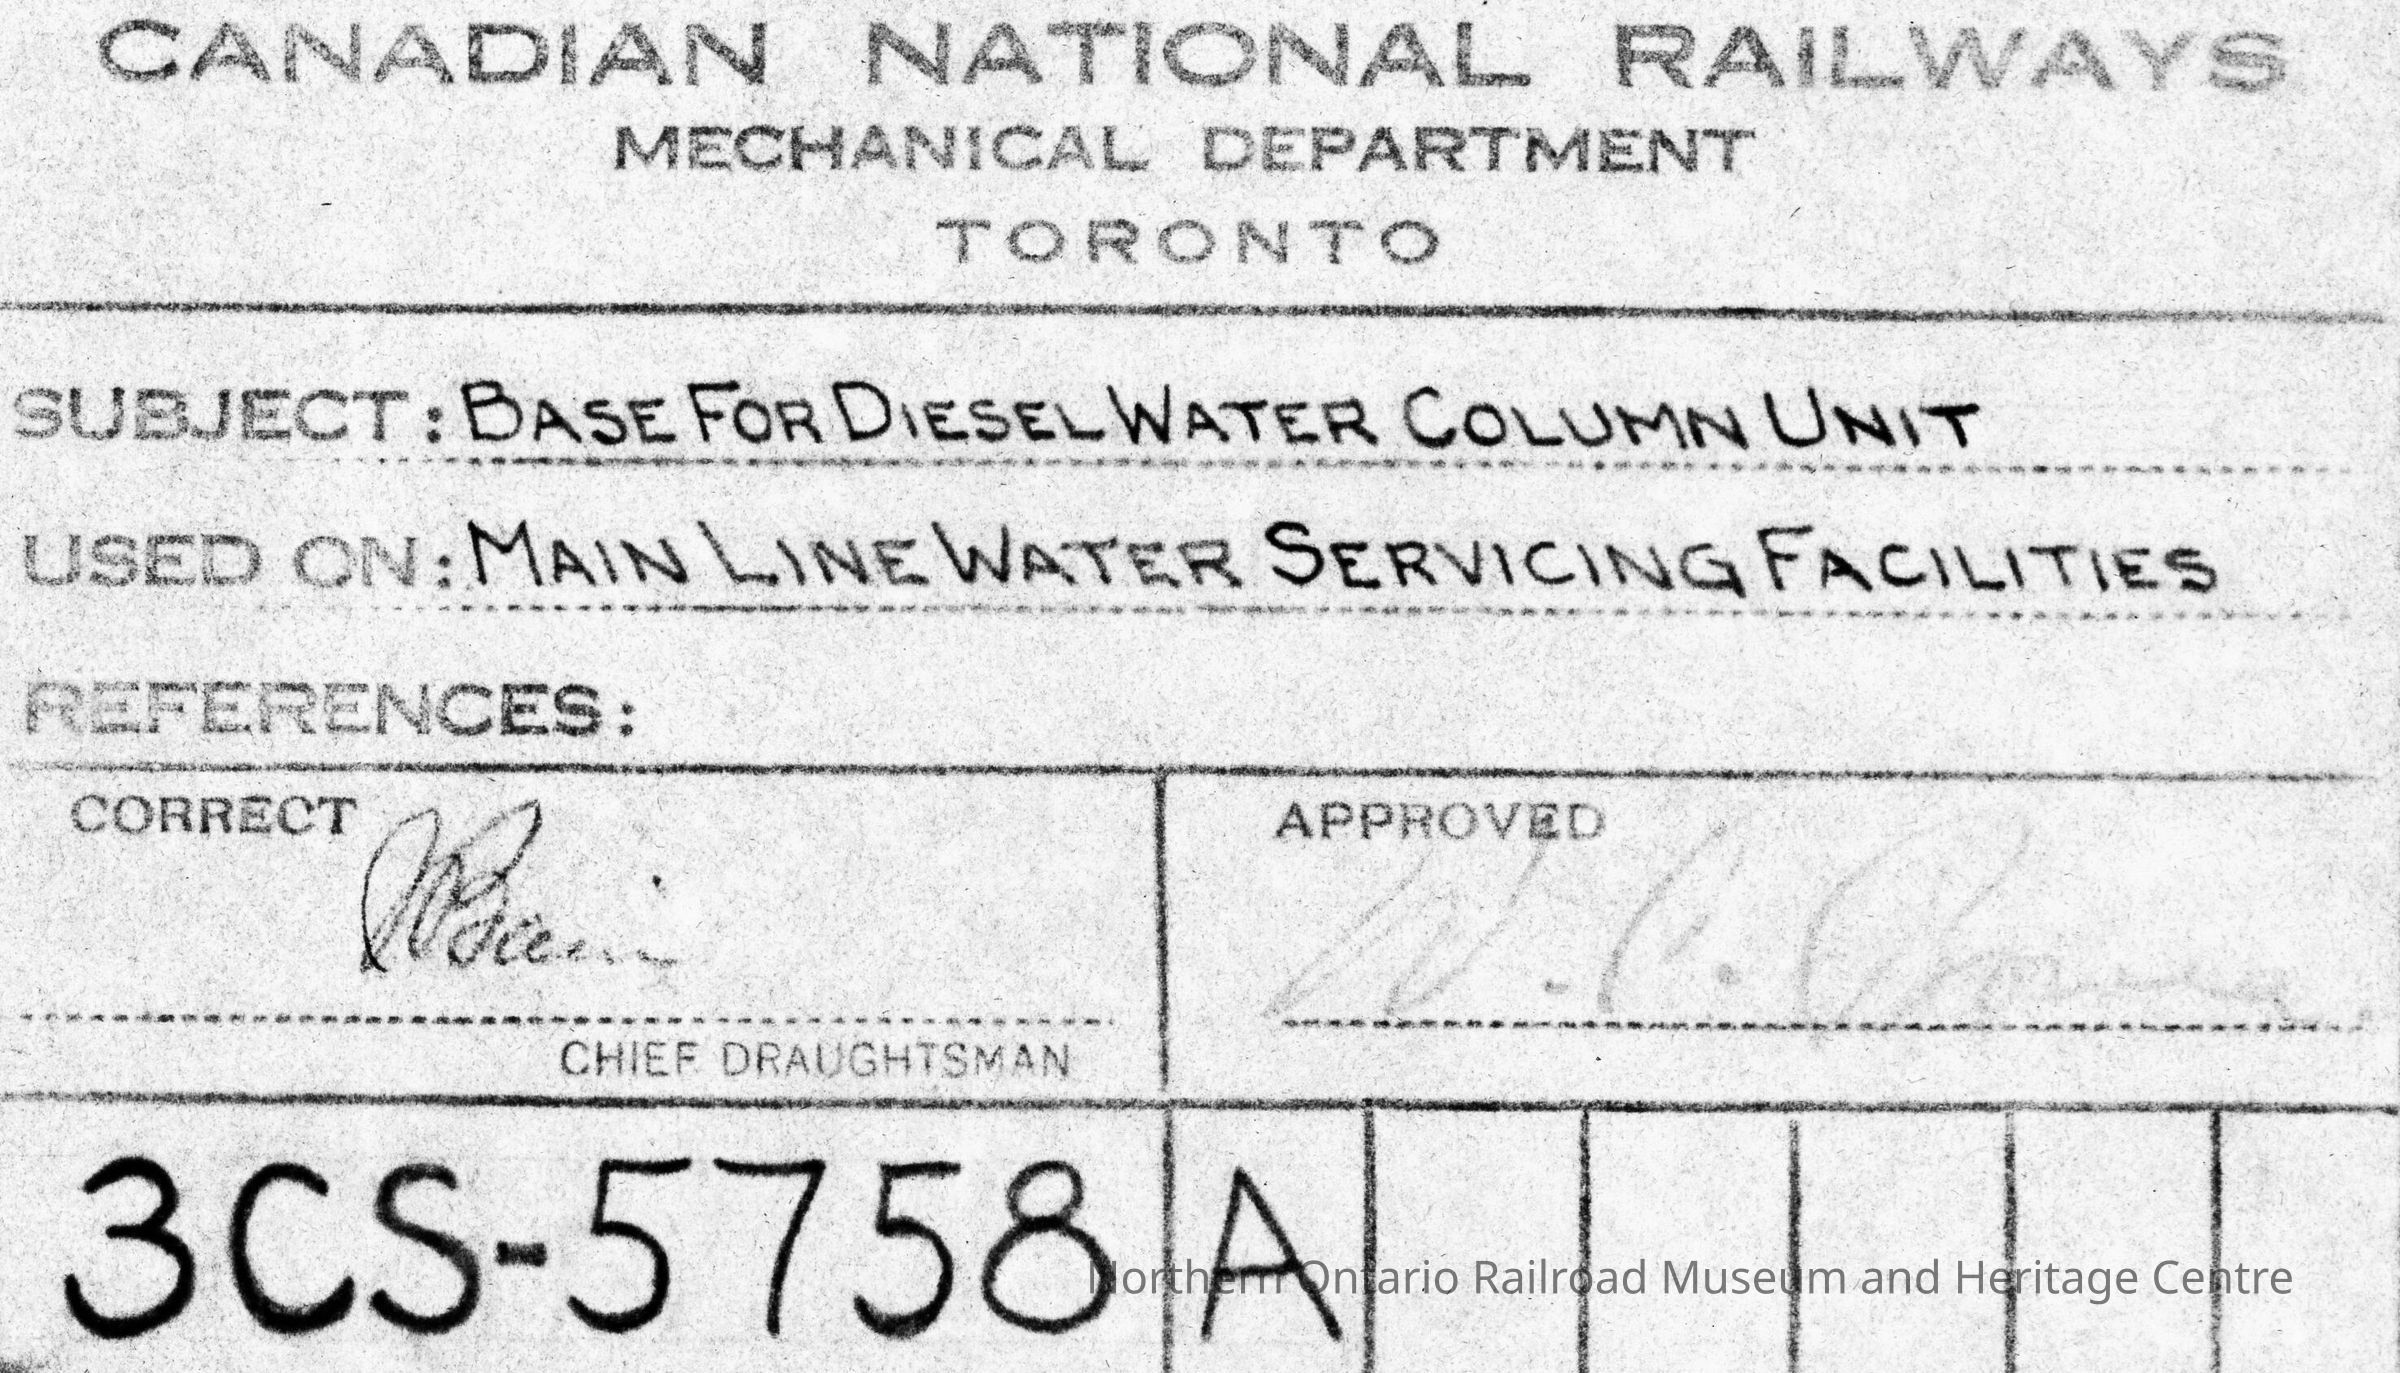 CANADIAN NATIONAL RAILWAYS
MECHANICAL DEPARTMENT
TORONTO
SUBJECT: BASE FOR DIESEL WATER COLUMN UNIT
USED ON: MAIN LINE WATER SERVICING FACILITIES
REFERENCES:
CORRECT
APPROVED
CHIEF DRAUGHTSMAN
3CS-5758 A
Northern Ontario Railroad Museum and Heritage Centre